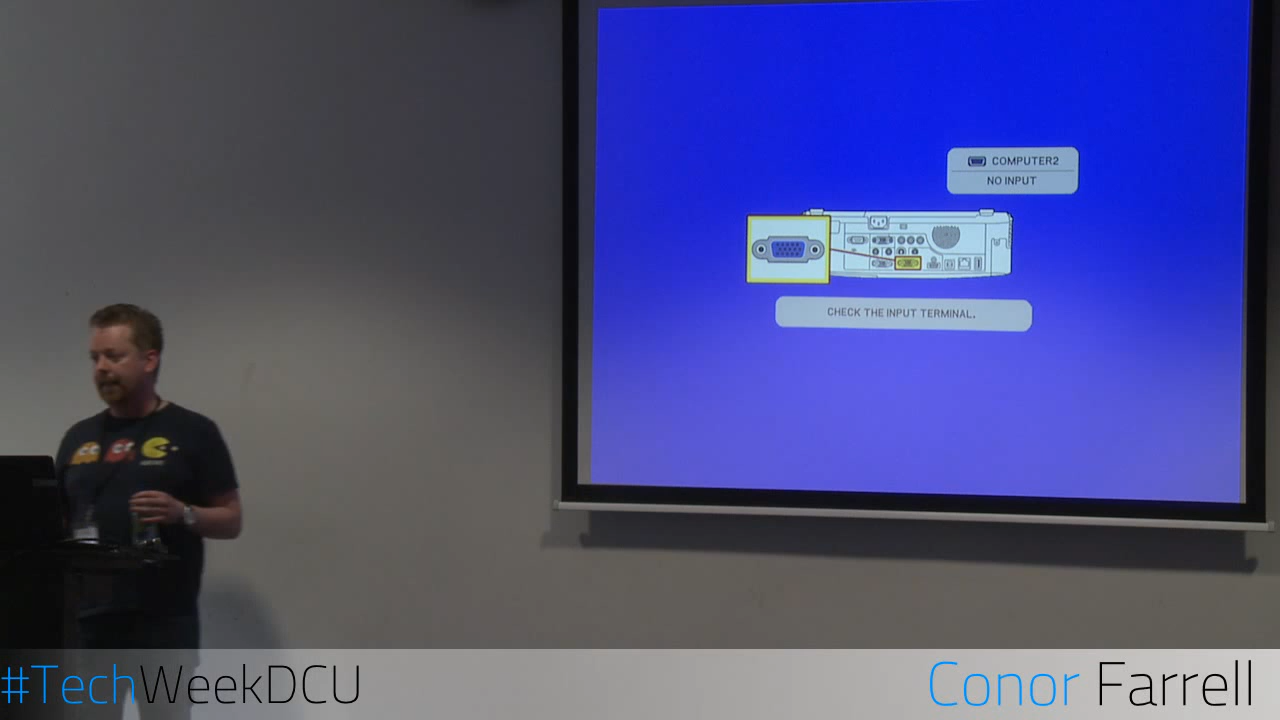 COMPUTER2
NO INPUT
CHECK THE INPUT TERMINAL.
#TechWeekDCU
Conor Farrell